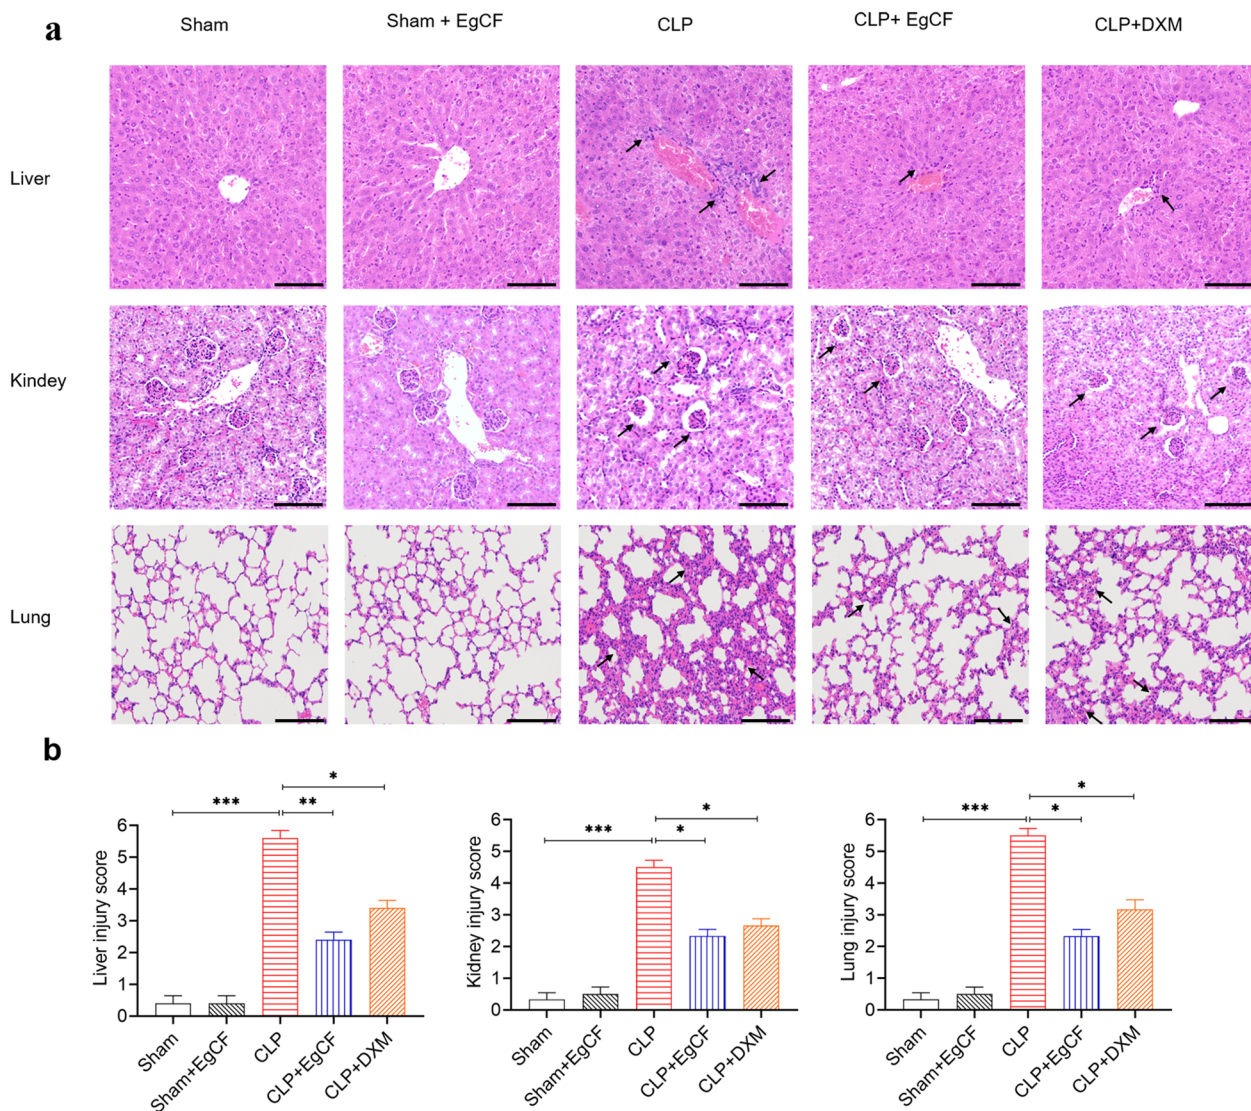 a
Sham
Sham + EgCF
CLP
CLP+ EgCF
CLP+DXM
Liver
Kindey
Lung
b
Liver injury score
6
5
4
3
2
1
0
***
**
*
Sham
Sham+EgCF
CLP
CLP+EgCF
CLP+DXM
Kidney injury score
6
5
4
3
2
1
0
***
*
*
Sham
Sham+EgCF
CLP
CLP+EgCF
CLP+DXM
Lung injury score
6
5
4
3
2
1
0
***
*
*
Sham
Sham+EgCF
CLP
CLP+EgCF
CLP+DXM